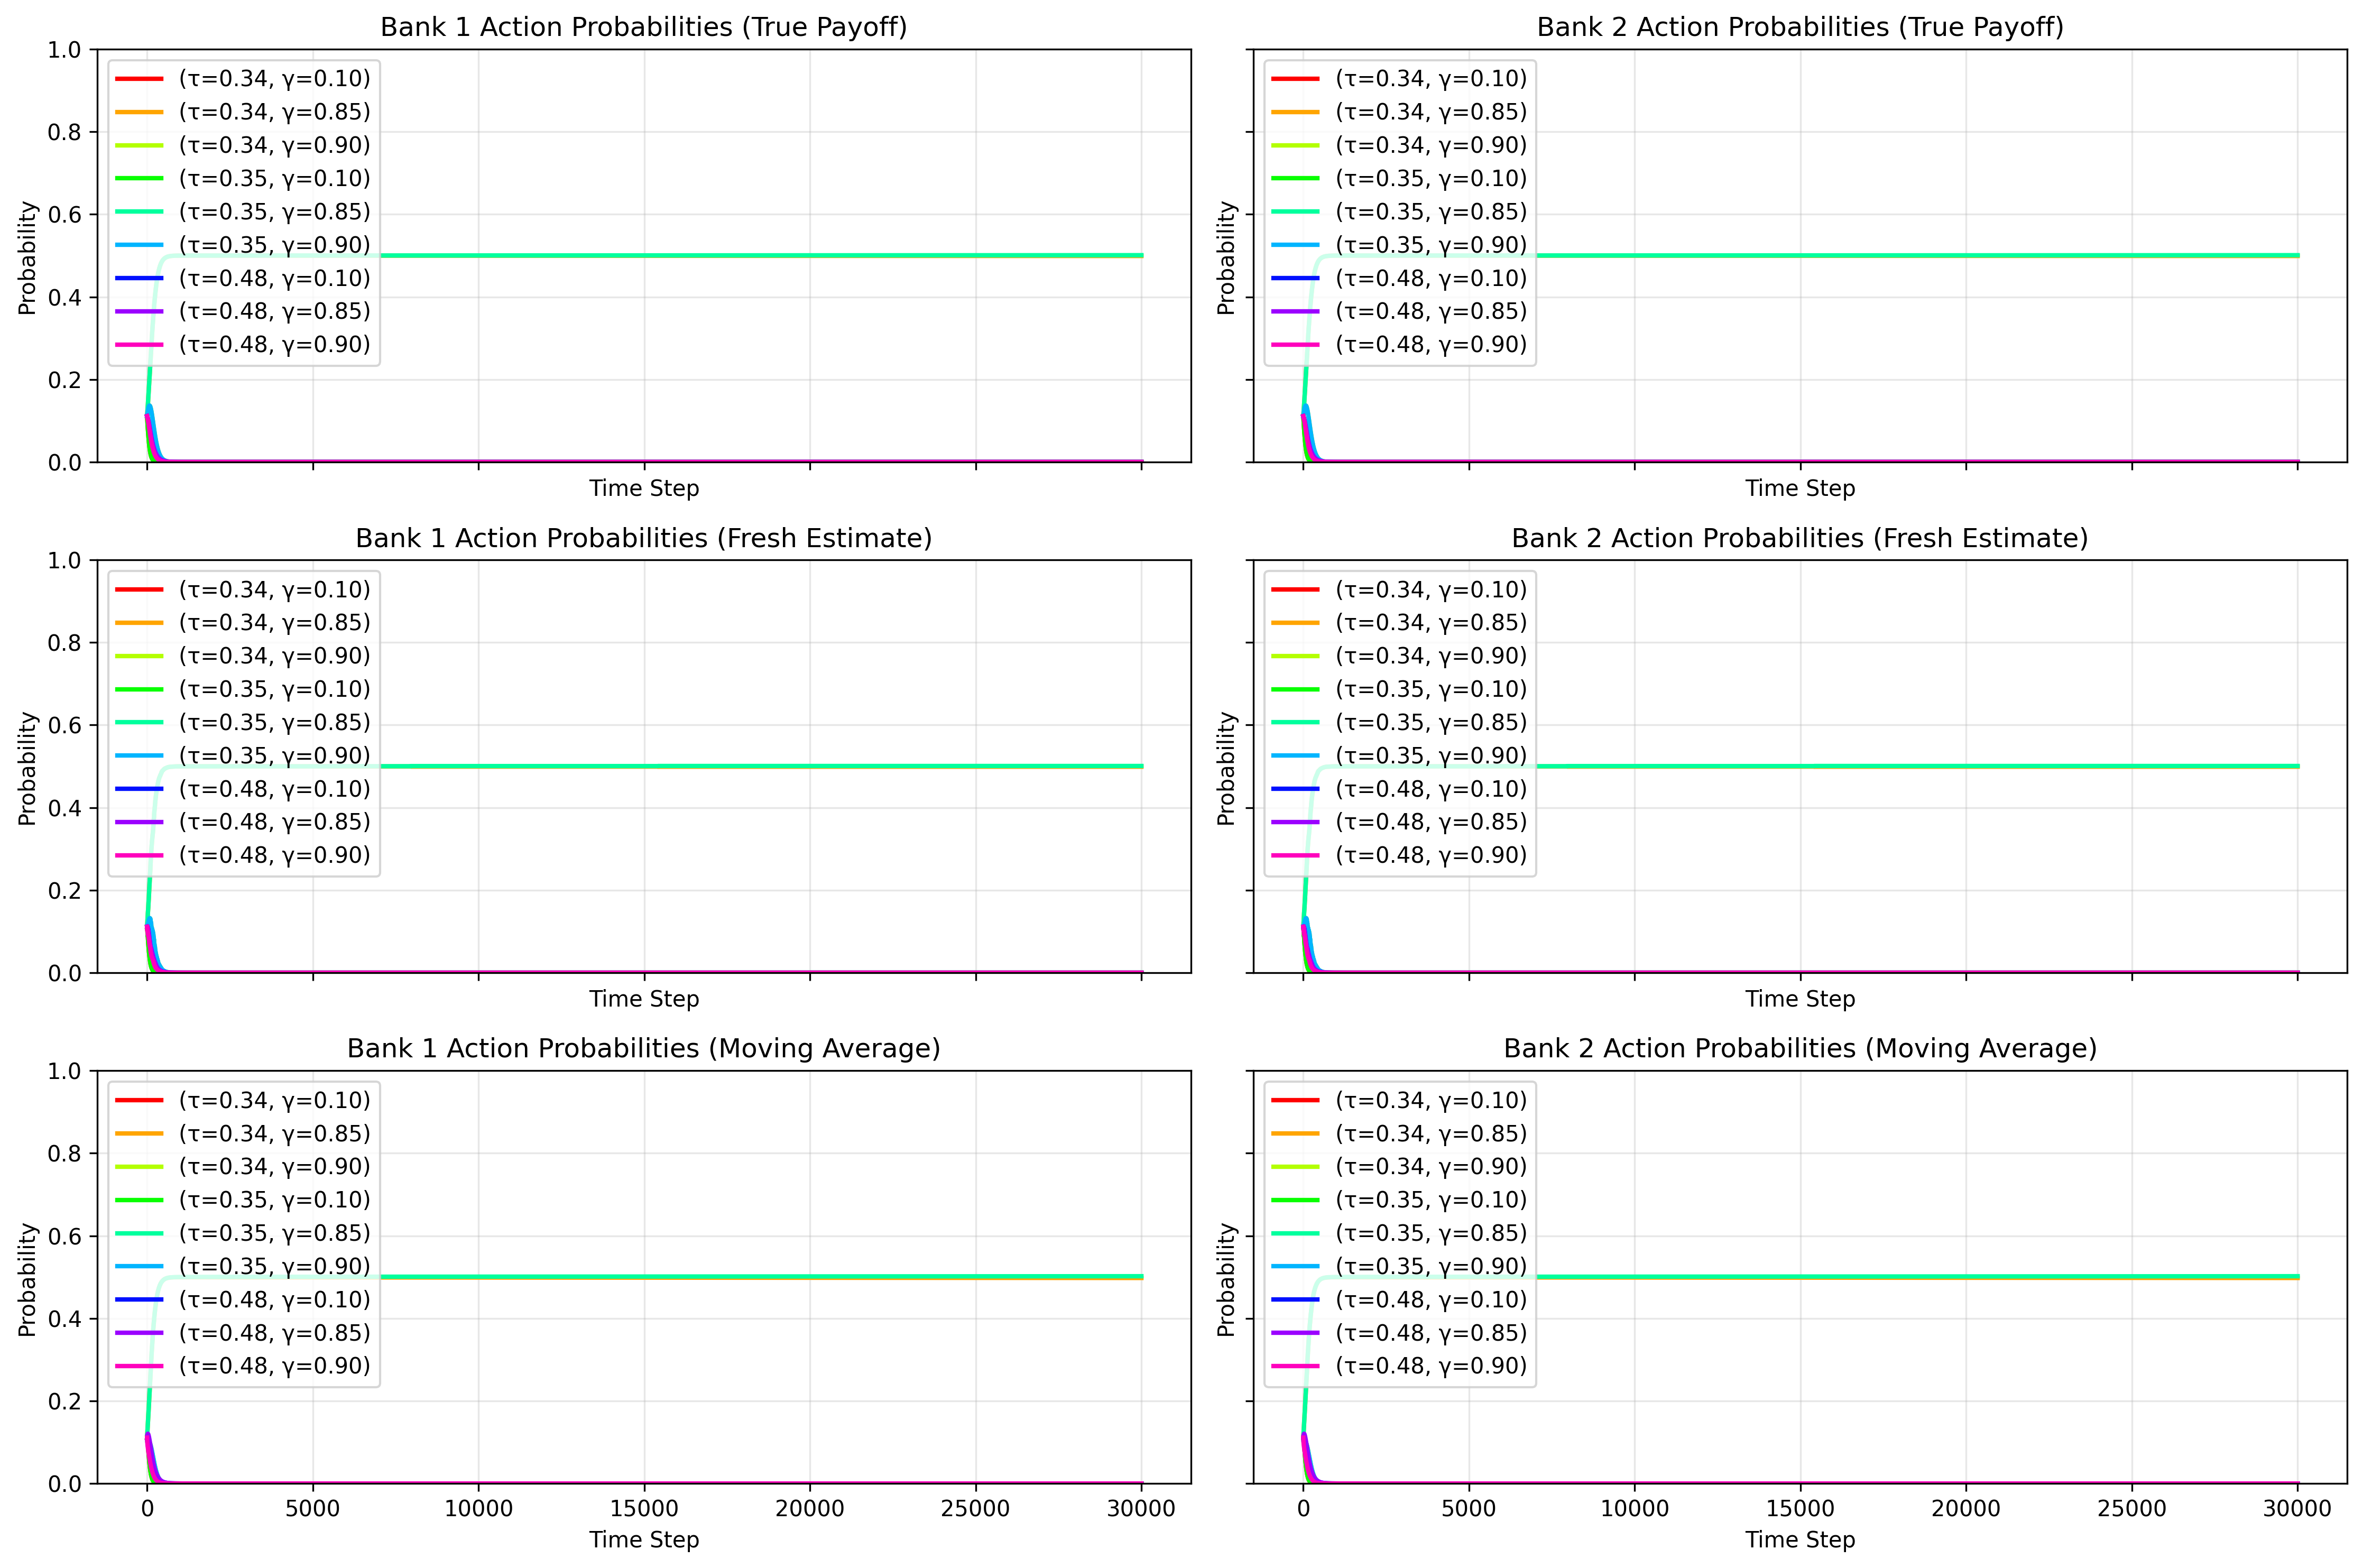 Bank 1 Action Probabilities (True Payoff)
Probability
1.0
0.8
0.6
0.4
0.2
0.0
(τ=0.34, γ=0.10)
(τ=0.34, γ=0.85)
(τ=0.34, γ=0.90)
(τ=0.35, γ=0.10)
(τ=0.35, γ=0.85)
(τ=0.35, γ=0.90)
(τ=0.48, γ=0.10)
(τ=0.48, γ=0.85)
(τ=0.48, γ=0.90)
Time Step
Bank 2 Action Probabilities (True Payoff)
Probability
(τ=0.34, γ=0.10)
(τ=0.34, γ=0.85)
(τ=0.34, γ=0.90)
(τ=0.35, γ=0.10)
(τ=0.35, γ=0.85)
(τ=0.35, γ=0.90)
(τ=0.48, γ=0.10)
(τ=0.48, γ=0.85)
(τ=0.48, γ=0.90)
Time Step
Bank 1 Action Probabilities (Fresh Estimate)
Probability
1.0
0.8
0.6
0.4
0.2
0.0
(τ=0.34, γ=0.10)
(τ=0.34, γ=0.85)
(τ=0.34, γ=0.90)
(τ=0.35, γ=0.10)
(τ=0.35, γ=0.85)
(τ=0.35, γ=0.90)
(τ=0.48, γ=0.10)
(τ=0.48, γ=0.85)
(τ=0.48, γ=0.90)
Time Step
Bank 2 Action Probabilities (Fresh Estimate)
Probability
(τ=0.34, γ=0.10)
(τ=0.34, γ=0.85)
(τ=0.34, γ=0.90)
(τ=0.35, γ=0.10)
(τ=0.35, γ=0.85)
(τ=0.35, γ=0.90)
(τ=0.48, γ=0.10)
(τ=0.48, γ=0.85)
(τ=0.48, γ=0.90)
Time Step
Bank 1 Action Probabilities (Moving Average)
Probability
1.0
0.8
0.6
0.4
0.2
0.0
(τ=0.34, γ=0.10)
(τ=0.34, γ=0.85)
(τ=0.34, γ=0.90)
(τ=0.35, γ=0.10)
(τ=0.35, γ=0.85)
(τ=0.35, γ=0.90)
(τ=0.48, γ=0.10)
(τ=0.48, γ=0.85)
(τ=0.48, γ=0.90)
0 5000 10000 15000 20000 25000 30000
Time Step
Bank 2 Action Probabilities (Moving Average)
Probability
(τ=0.34, γ=0.10)
(τ=0.34, γ=0.85)
(τ=0.34, γ=0.90)
(τ=0.35, γ=0.10)
(τ=0.35, γ=0.85)
(τ=0.35, γ=0.90)
(τ=0.48, γ=0.10)
(τ=0.48, γ=0.85)
(τ=0.48, γ=0.90)
0 5000 10000 15000 20000 25000 30000
Time Step